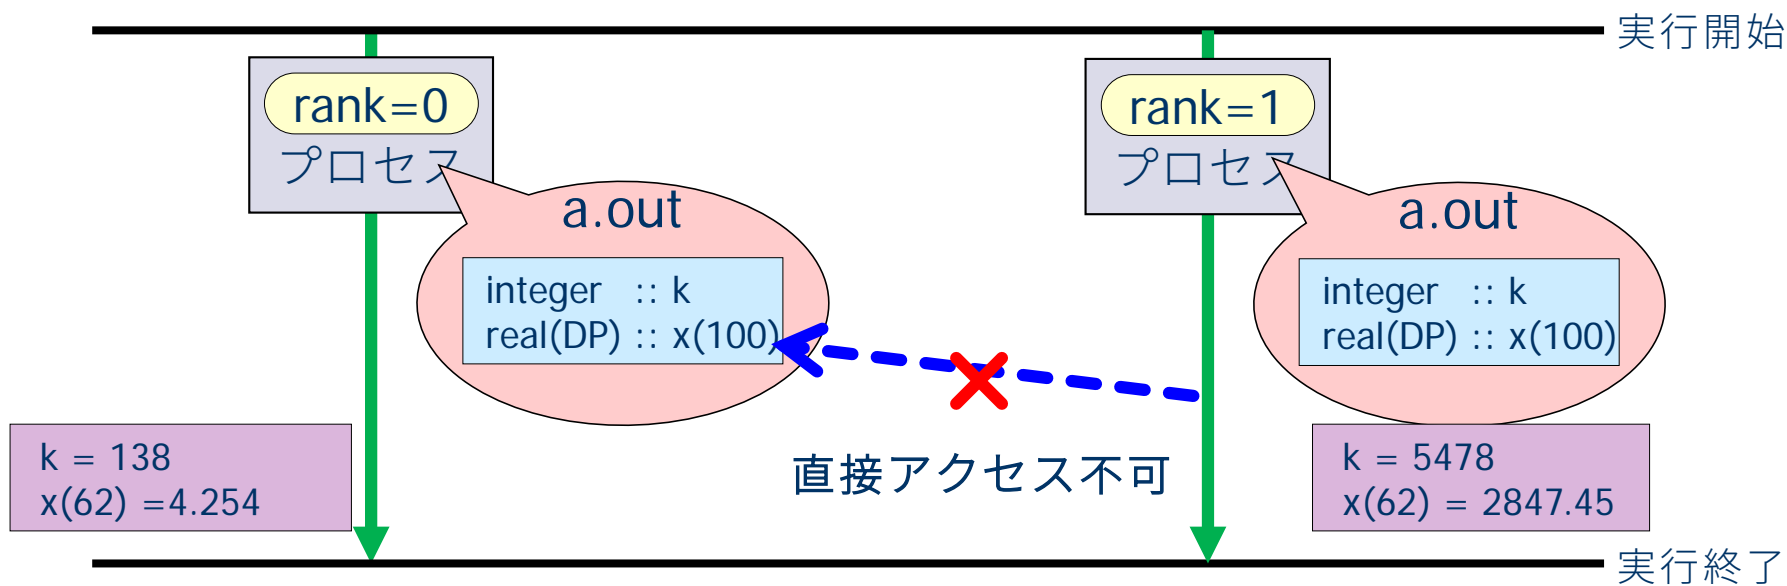 実行開始
rank=0
プロセス
a.out
integer :: k
real(DP) :: x(100)
k = 138
x(62) =4.254
直接アクセス不可
rank=1
プロセス
a.out
integer :: k
real(DP) :: x(100)
k = 5478
x(62) = 2847.45
実行終了